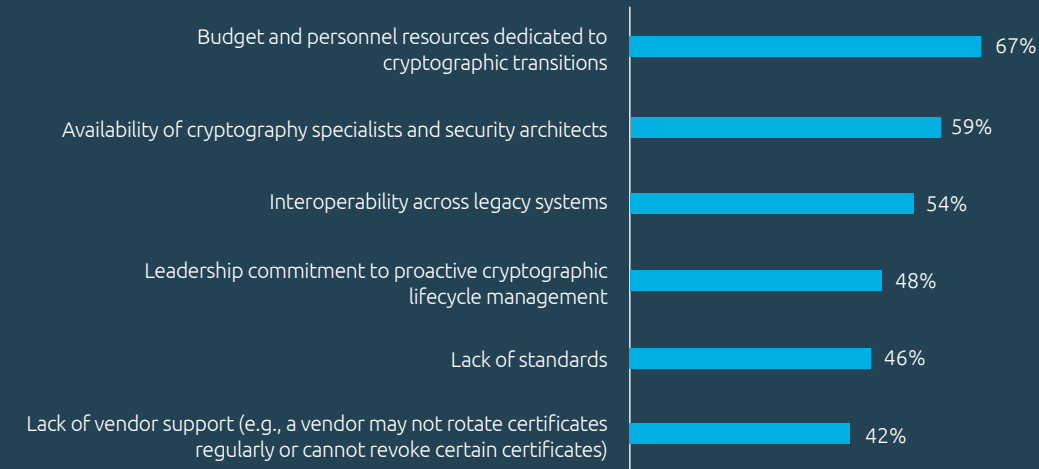 Budget and personnel resources dedicated to
cryptographic transitions
67%
Availability of cryptography specialists and security architects
59%
Interoperability across legacy systems
54%
Leadership commitment to proactive cryptographic
lifecycle management
48%
Lack of standards
46%
Lack of vendor support (e.g., a vendor may not rotate certificates
regularly or cannot revoke certain certificates)
42%